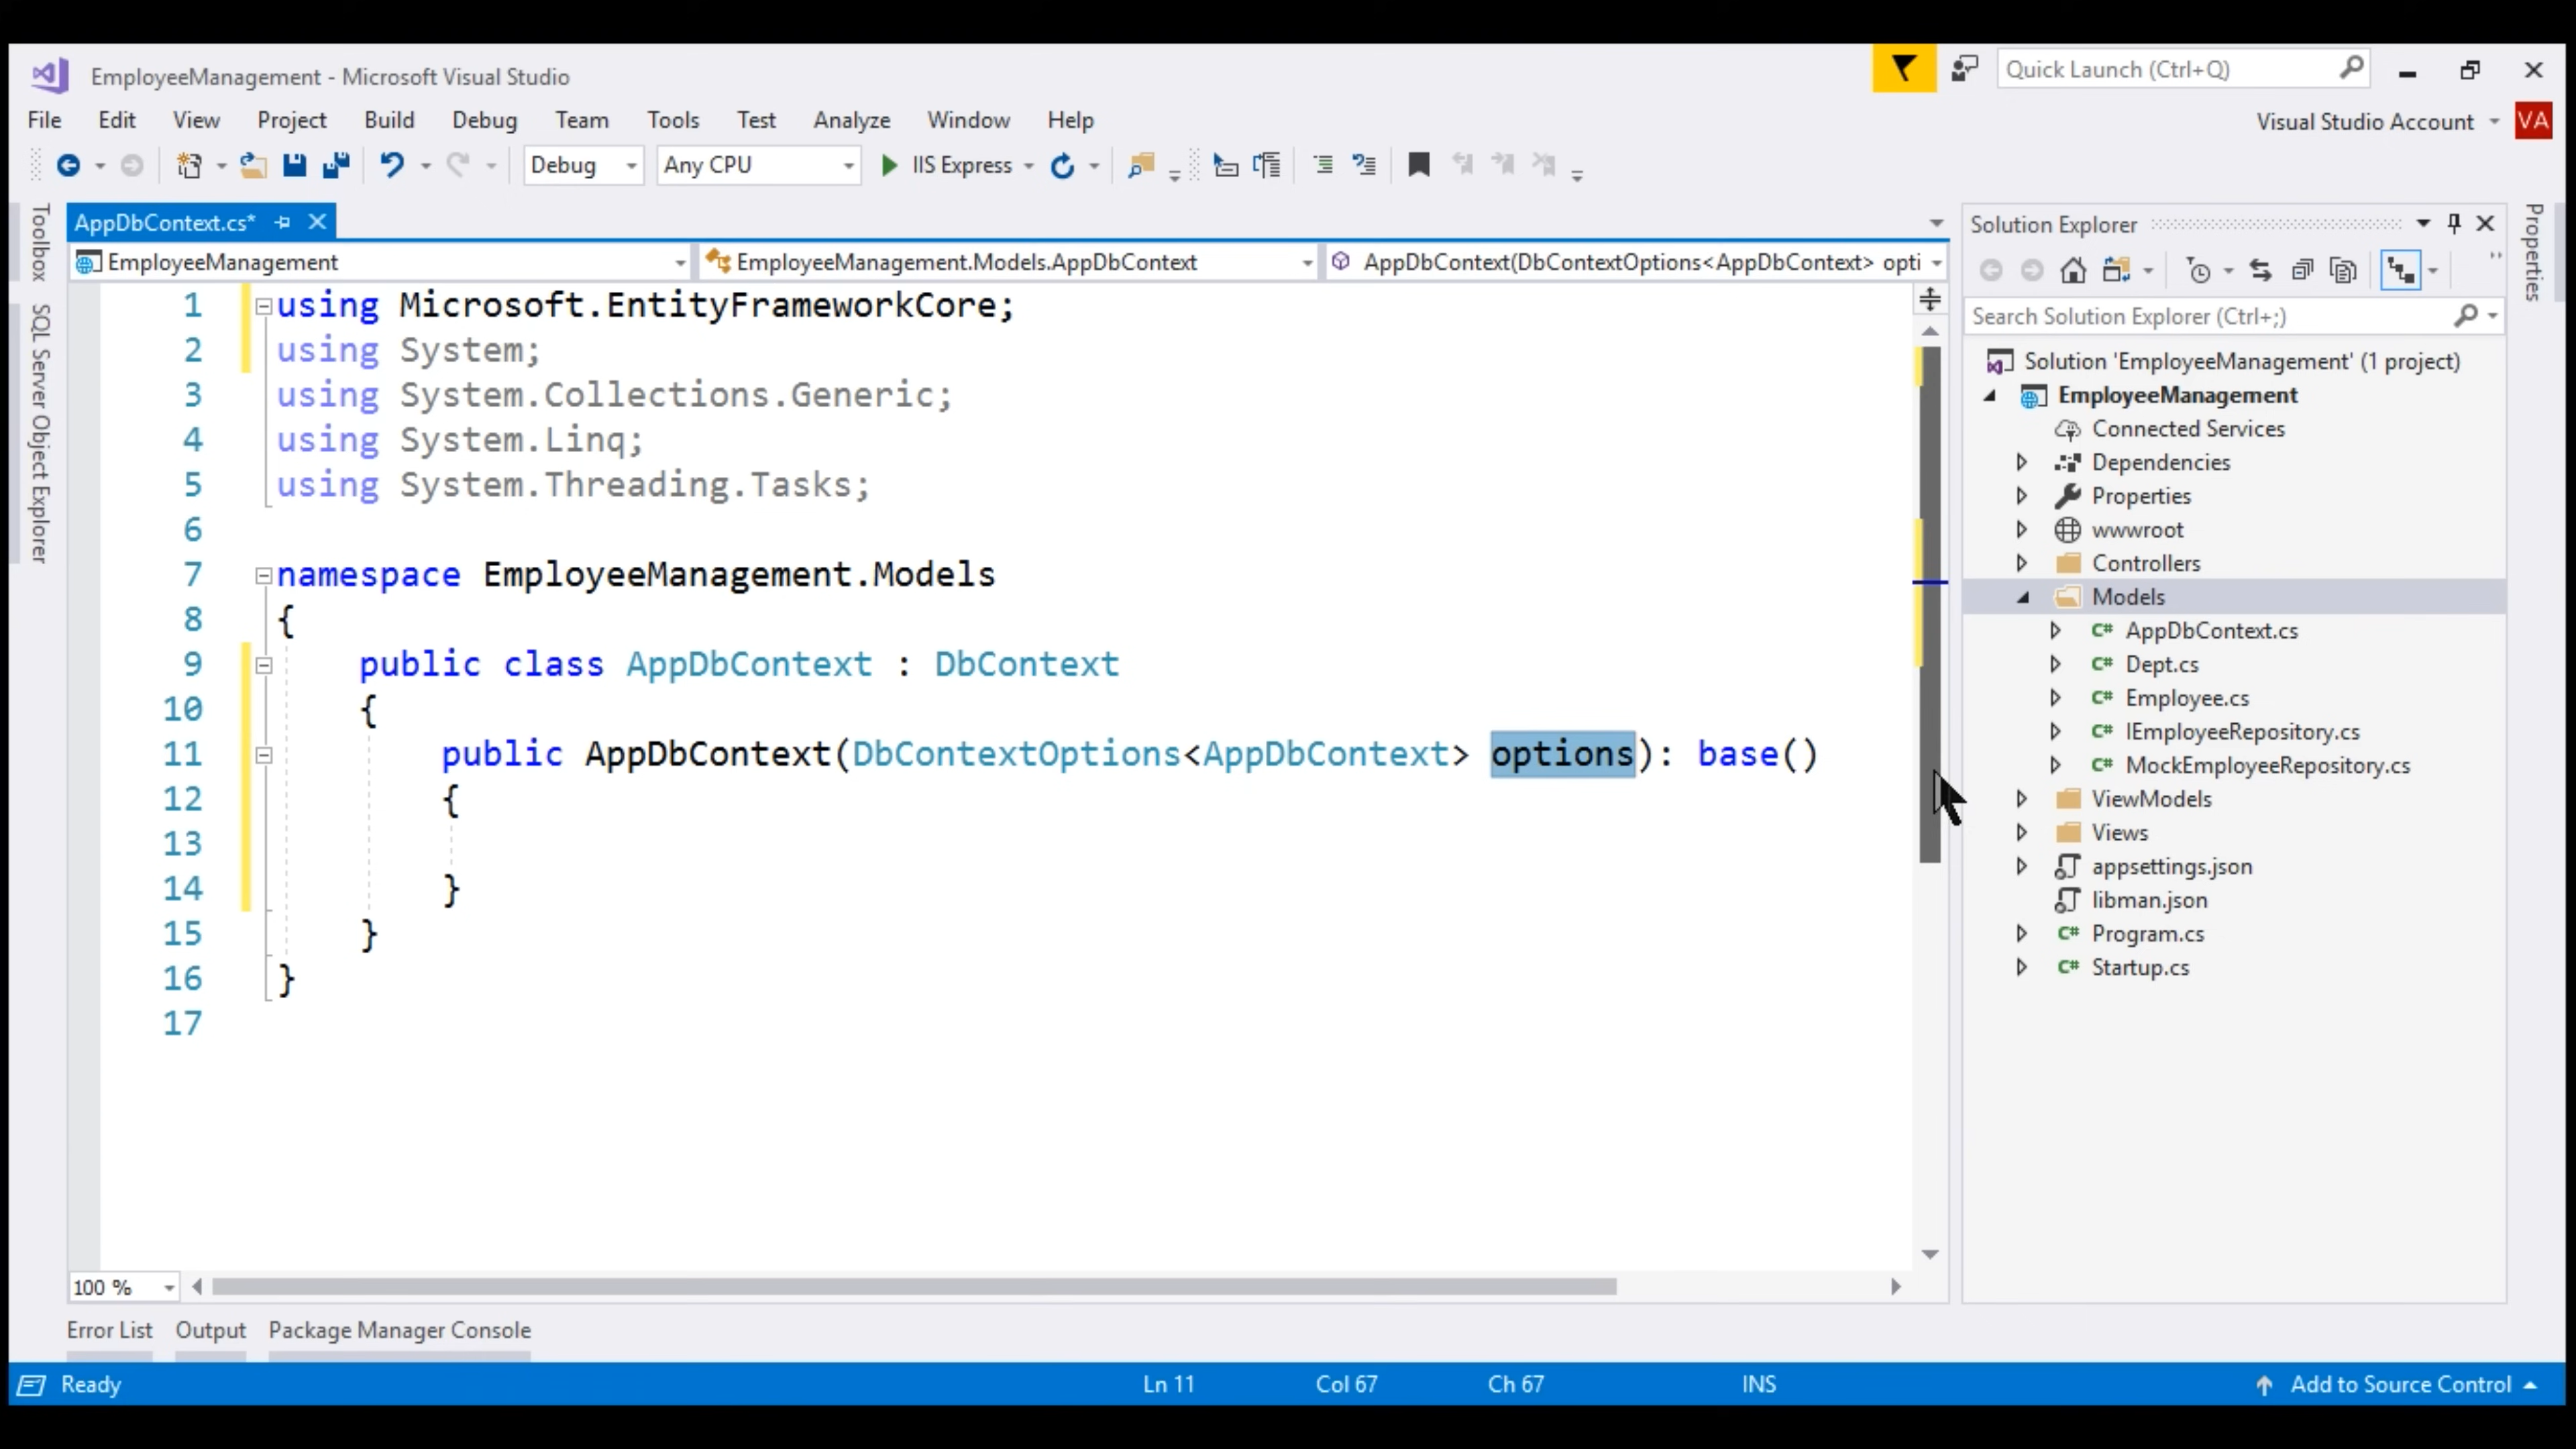 EmployeeManagement - Microsoft Visual Studio
Quick Launch (Ctrl+Q)
File Edit View Project Build Debug Team Tools Test Analyze Window Help
Visual Studio Account VA
Debug Any CPU IIS Express
Toolbox
SQL Server Object Explorer
AppDbContext.cs*
EmployeeManagement EmployeeManagement.Models.AppDbContext AppDbContext(DbContextOptions<AppDbContext> opti
1 using Microsoft.EntityFrameworkCore;
2 using System;
3 using System.Collections.Generic;
4 using System.Linq;
5 using System.Threading.Tasks;
6
7 namespace EmployeeManagement.Models
8 {
9 public class AppDbContext : DbContext
10 {
11 public AppDbContext(DbContextOptions<AppDbContext> options): base()
12 {
13
14 }
15 }
16 }
17
100 %
Solution Explorer
Search Solution Explorer (Ctrl+;)
Solution 'EmployeeManagement' (1 project)
EmployeeManagement
Connected Services
Dependencies
Properties
wwwroot
Controllers
Models
C# AppDbContext.cs
C# Dept.cs
C# Employee.cs
C# IEmployeeRepository.cs
C# MockEmployeeRepository.cs
ViewModels
Views
appsettings.json
libman.json
C# Program.cs
C# Startup.cs
Properties
Error List Output Package Manager Console
Ready Ln 11 Col 67 Ch 67 INS Add to Source Control